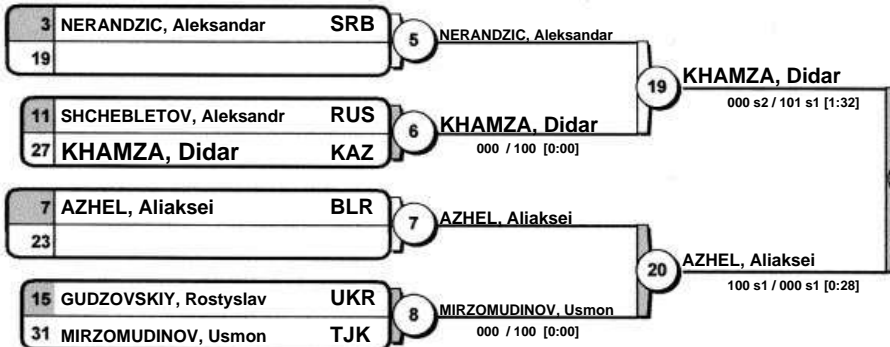 3 NERANDZIC, Aleksandar SRB
19
5
NERANDZIC, Aleksandar
11 SHCHEBLETOV, Aleksandr RUS
27 KHAMZA, Didar KAZ
6
KHAMZA, Didar
000 / 100 [0:00]
19
KHAMZA, Didar
000 s2 / 101 s1 [1:32]
7 AZHEL, Aliaksei BLR
23
7
AZHEL, Aliaksei
15 GUDZOVSKIY, Rostyslav UKR
31 MIRZOMUDINOV, Usmon TJK
8
MIRZOMUDINOV, Usmon
000 / 100 [0:00]
20
AZHEL, Aliaksei
100 s1 / 000 s1 [0:28]